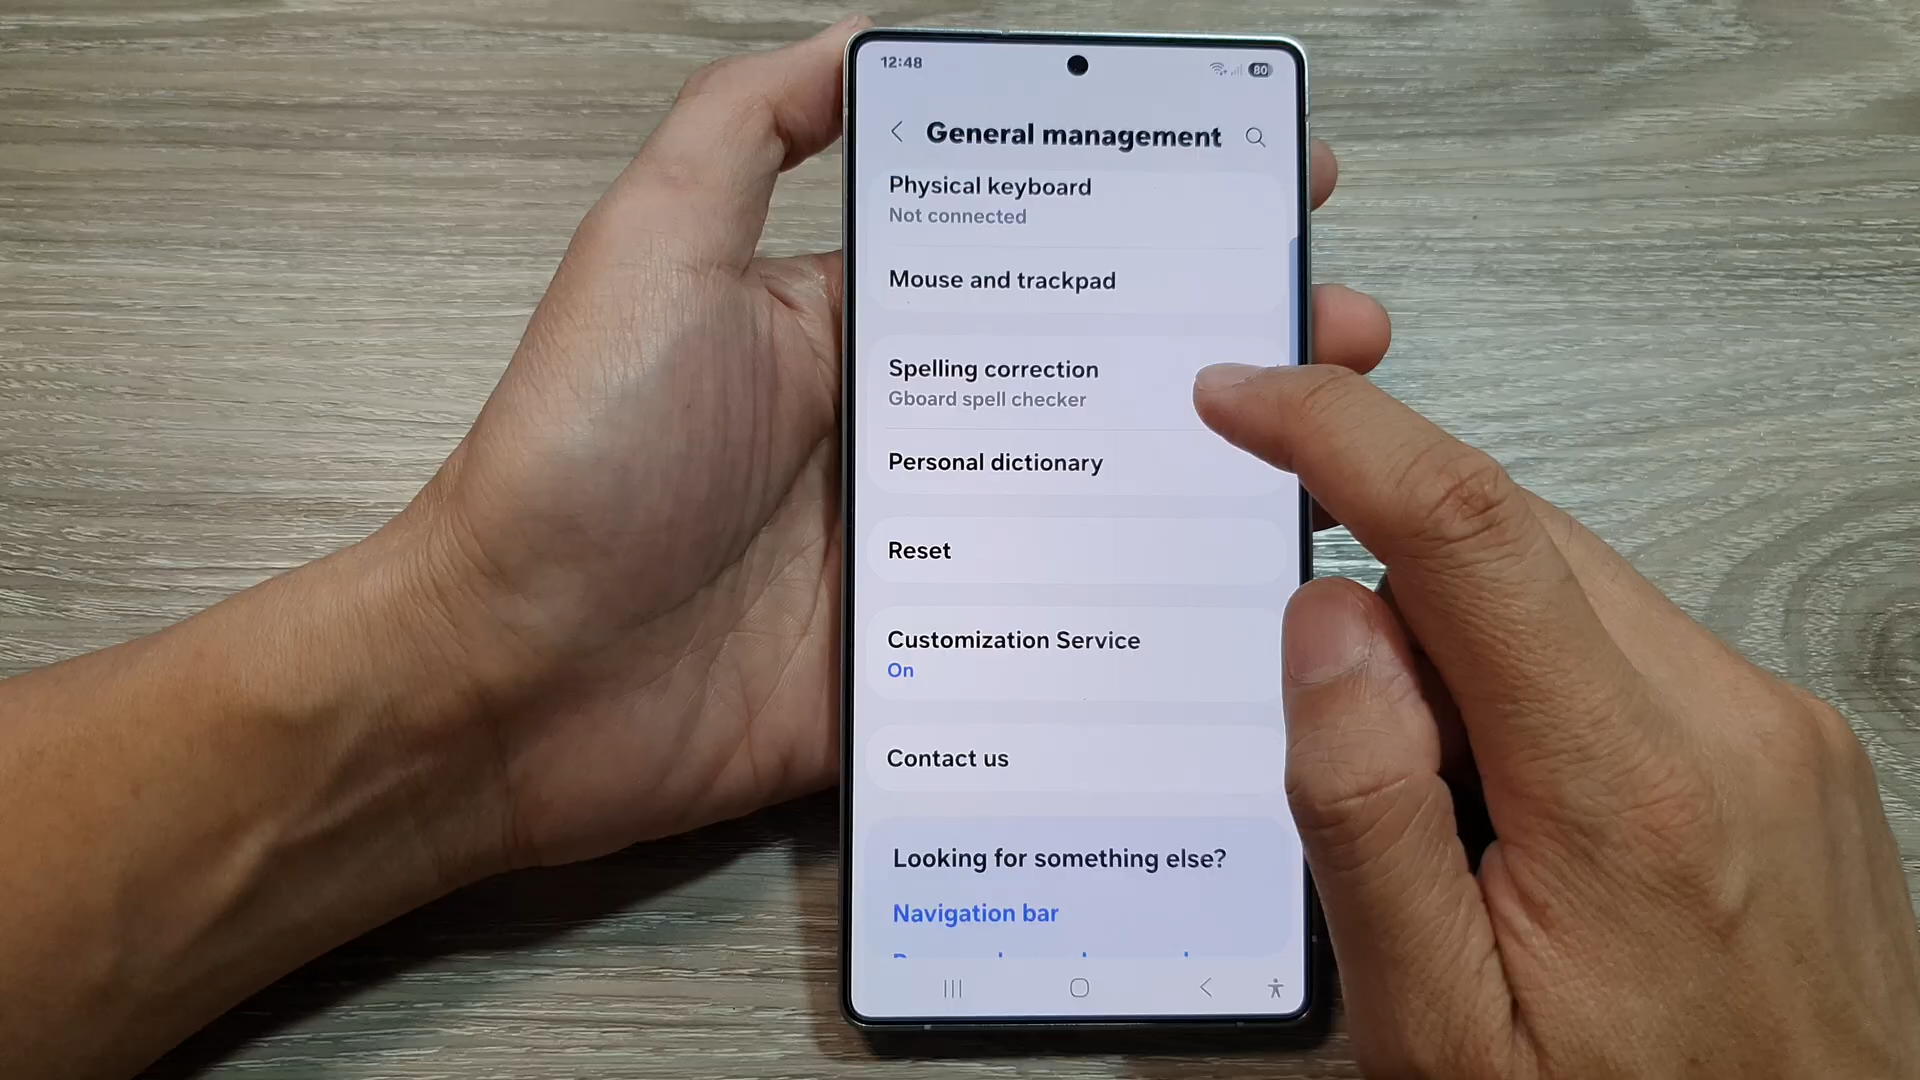 12:48
80
General management
Physical keyboard
Not connected
Mouse and trackpad
Spelling correction
Gboard spell checker
Personal dictionary
Reset
Customization Service
On
Contact us
Looking for something else?
Navigation bar